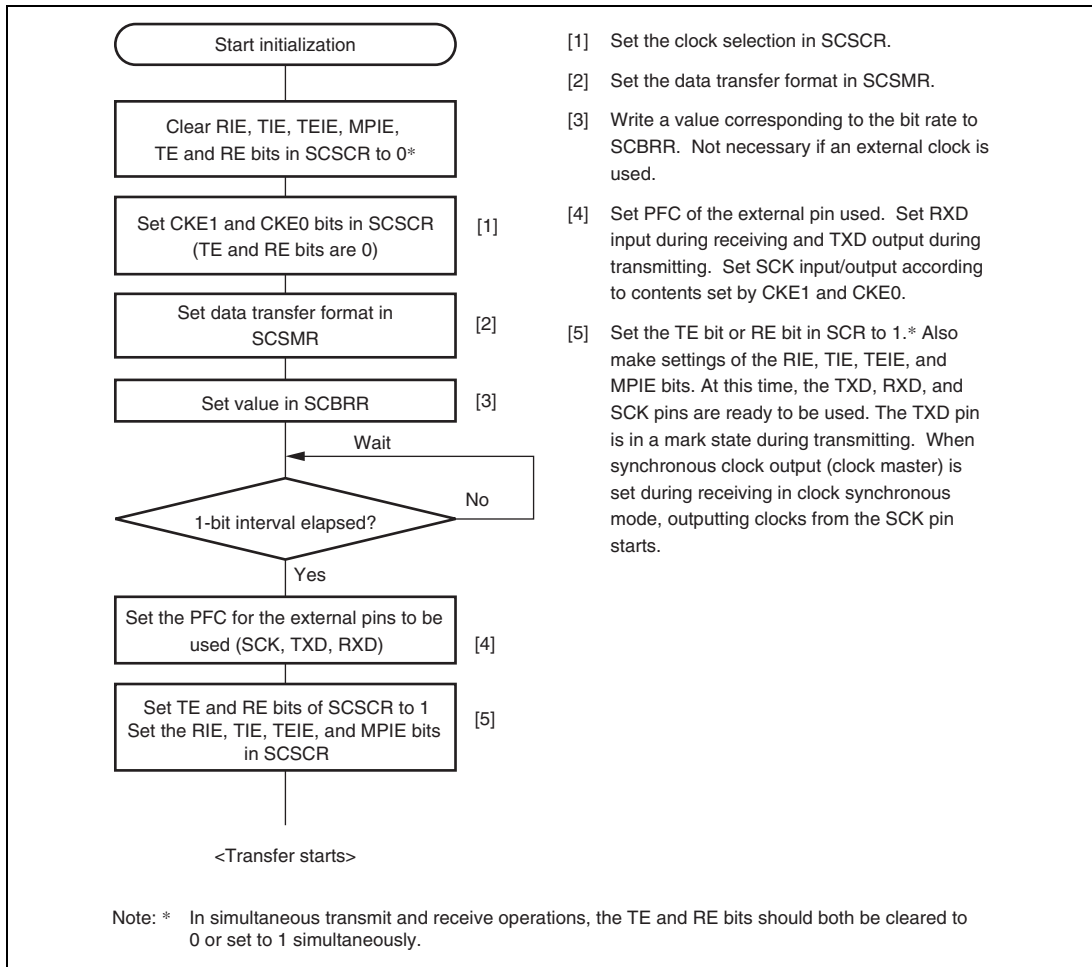 Start initialization
Clear RIE, TIE, TEIE, MPIE,
TE and RE bits in SCSCR to 0*
Set CKE1 and CKE0 bits in SCSCR
(TE and RE bits are 0)
[1]
Set data transfer format in
SCSMR
[2]
Set value in SCBRR
[3]
Wait
1-bit interval elapsed?
No
Yes
Set the PFC for the external pins to be
used (SCK, TXD, RXD)
[4]
Set TE and RE bits of SCSCR to 1
Set the RIE, TIE, TEIE, and MPIE bits
in SCSCR
[5]
<Transfer starts>
[1] Set the clock selection in SCSCR.
[2] Set the data transfer format in SCSMR.
[3] Write a value corresponding to the bit rate to
SCBRR. Not necessary if an external clock is
used.
[4] Set PFC of the external pin used. Set RXD
input during receiving and TXD output during
transmitting. Set SCK input/output according
to contents set by CKE1 and CKE0.
[5] Set the TE bit or RE bit in SCR to 1.* Also
make settings of the RIE, TIE, TEIE, and
MPIE bits. At this time, the TXD, RXD, and
SCK pins are ready to be used. The TXD pin
is in a mark state during transmitting. When
synchronous clock output (clock master) is
set during receiving in clock synchronous
mode, outputting clocks from the SCK pin
starts.
Note: * In simultaneous transmit and receive operations, the TE and RE bits should both be cleared to
0 or set to 1 simultaneously.